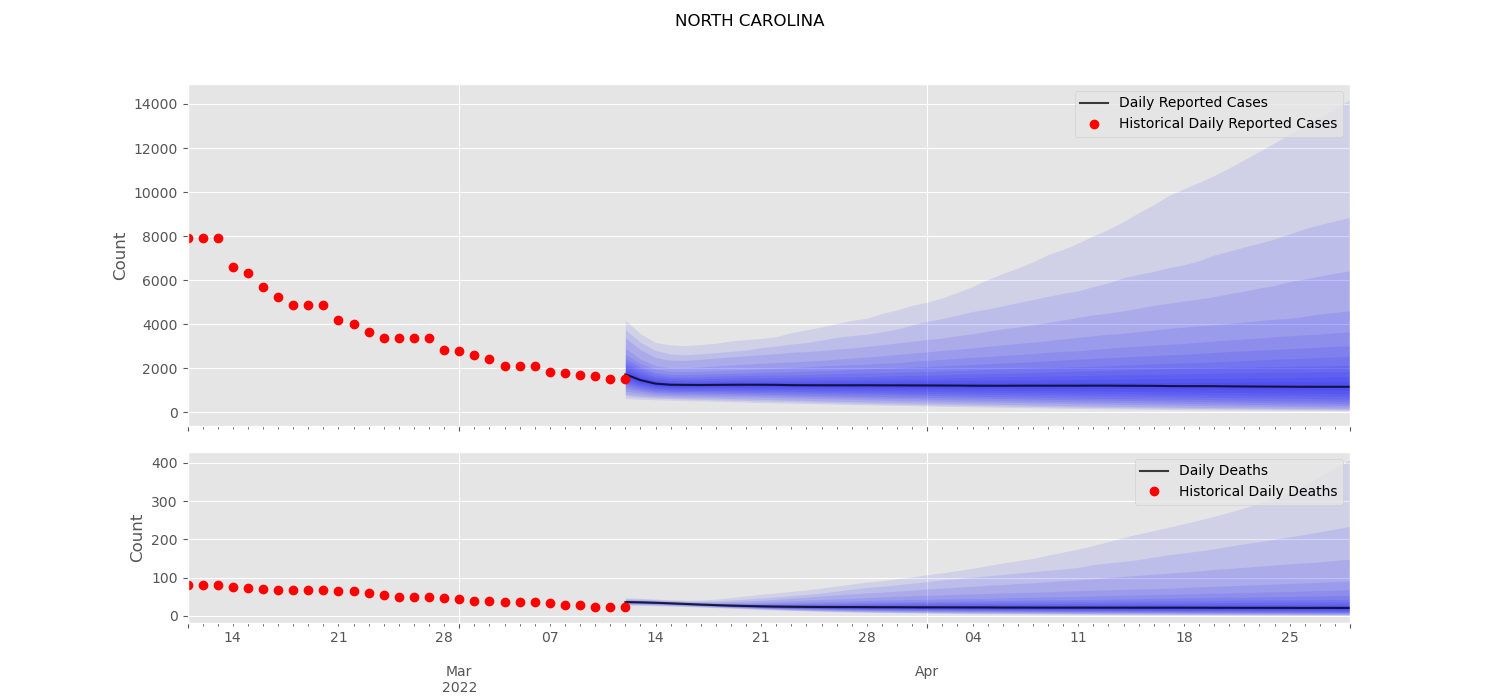 NORTH CAROLINA
14000
12000
10000
8000
6000
4000
2000
0
Count
Daily Reported Cases
Historical Daily Reported Cases
400
300
200
100
0
Count
Daily Deaths
Historical Daily Deaths
14 21 28 07 14 21 28 04 11 18 25
Mar Apr
2022